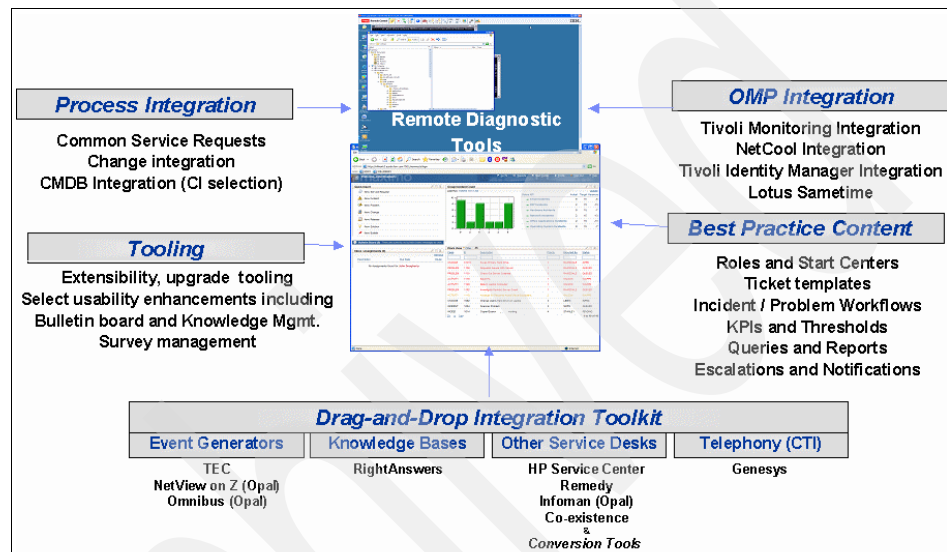 Remote Diagnostic
Tools
Process Integration
Common Service Requests
Change integration
CMDB Integration (CI selection)
Tooling
Extensibility, upgrade tooling
Select usability enhancements including
Bulletin board and Knowledge Mgmt.
Survey management
OMP Integration
Tivoli Monitoring Integration
NetCool Integration
Tivoli Identity Manager Integration
Lotus Sametime
Best Practice Content
Roles and Start Centers
Ticket templates
Incident / Problem Workflows
KPIs and Thresholds
Queries and Reports
Escalations and Notifications
Drag-and-Drop Integration Toolkit
Event Generators
TEC
NetView on Z (Opal)
Omnibus (Opal)
Knowledge Bases
RightAnswers
Other Service Desks
HP Service Center
Remedy
Infoman (Opal)
Co-existence
&
Conversion Tools
Telephony (CTI)
Genesys